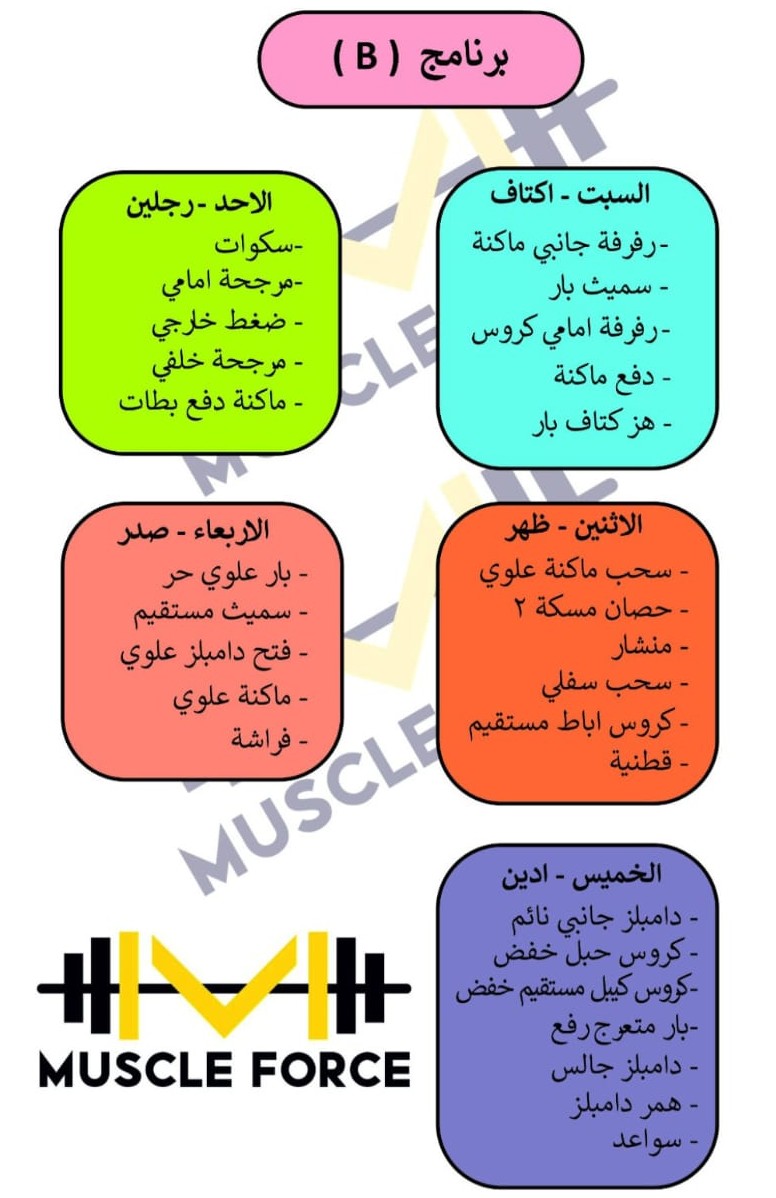 برنامج ( B )
السبت - اكتاف
-رفرفة جانبي ماكنة
- سميث بار
-رفرفة امامي كروس
- دفع ماكنة
- هز كتاف بار
الاحد -رجلين
-سكوات
-مرجحة امامي
- ضغط خارجي
- مرجحة خلفي
- ماكنة دفع بطات
الاثنين - ظهر
- سحب ماكنة علوي
- حصان مسكة ٢
- منشار
- سحب سفلي
- كروس اباط مستقيم
- قطنية
الاربعاء - صدر
- بار علوي حر
- سميث مستقيم
- فتح دامبلز علوي
- ماكنة علوي
- فراشة
الخميس - ادين
- دامبلز جانبي نائم
- كروس حبل خفض
-كروس كيبل مستقيم خفض
-بار متعرج رفع
- دامبلز جالس
- همر دامبلز
- سواعد
MUSCLE FORCE
MUSCLE
MUSCLE